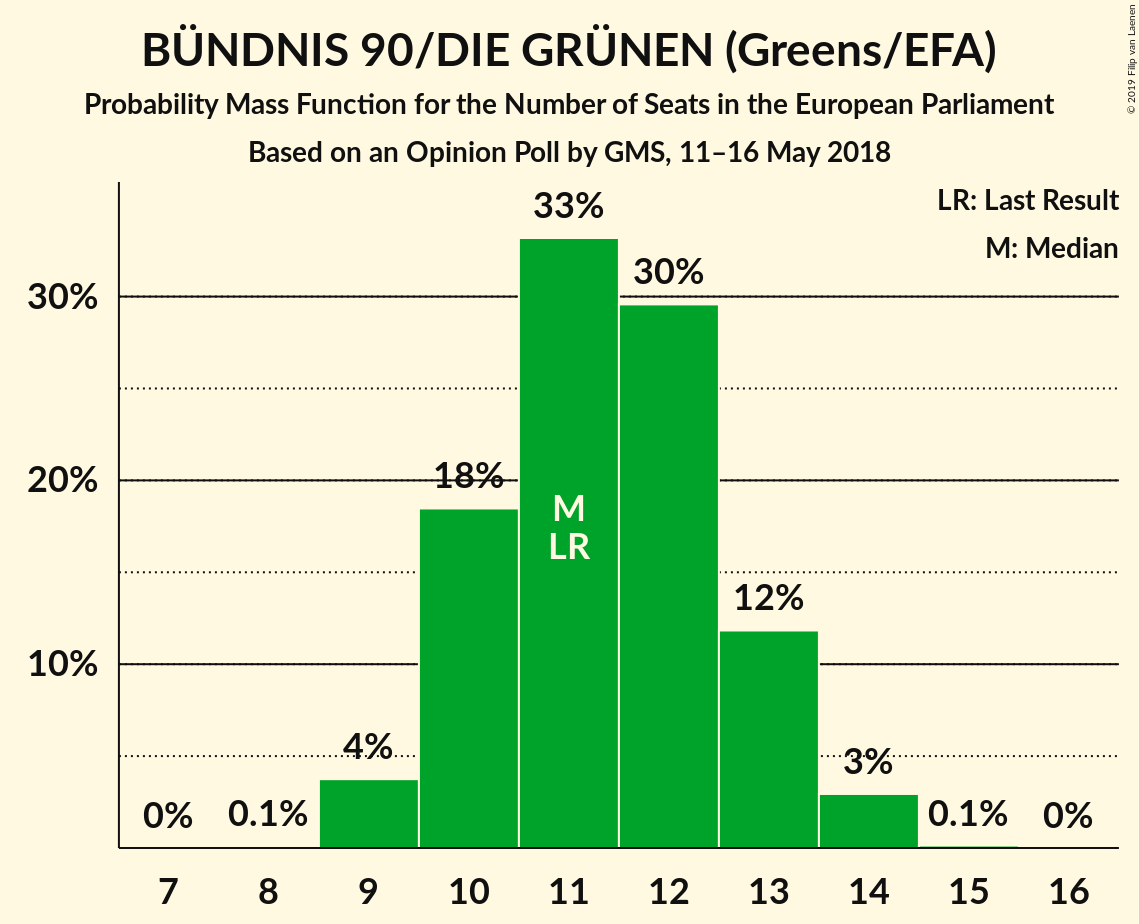 BÜNDNIS 90/DIE GRÜNEN (Greens/EFA)
Probability Mass Function for the Number of Seats in the European Parliament
Based on an Opinion Poll by GMS, 11–16 May 2018
© 2019 Filip van Laenen
LR: Last Result
M: Median
30%
20%
10%
0%
0.1%
4%
18%
33%
30%
12%
3%
0.1%
0%
M
LR
7
8
9
10
11
12
13
14
15
16